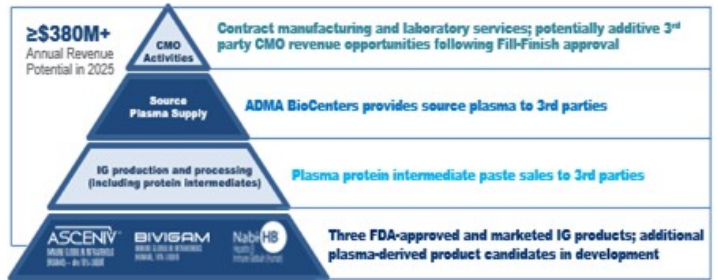 ≥$380M+
Annual Revenue
Potential in 2025
CMO
Activities
Contract manufacturing and laboratory services; potentially additive 3rd
party CMO revenue opportunities following Fill-Finish approval
Source
Plasma Supply
ADMA BioCenters provides source plasma to 3rd parties
IG production and processing
(including protein intermediates)
Plasma protein intermediate paste sales to 3rd parties
ASCENIV BIVIGAM Nabi-HB
Three FDA-approved and marketed IG products; additional
plasma-derived product candidates in development